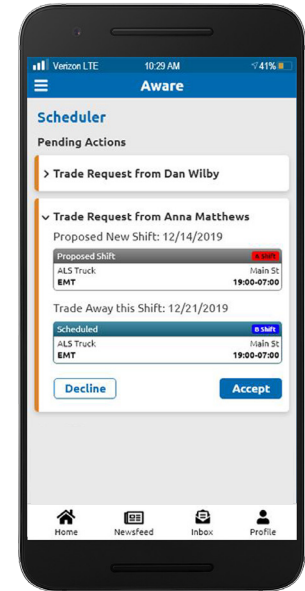 Verizon LTE 10:29 AM 41%
Aware
Scheduler
Pending Actions
Trade Request from Dan Wilby
Trade Request from Anna Matthews
Proposed New Shift: 12/14/2019
Proposed Shift A Shift
ALS Truck Main St
EMT 19:00-07:00
Trade Away this Shift: 12/21/2019
Scheduled B Shift
ALS Truck Main St
EMT 19:00-07:00
Decline Accept
Home Newsfeed Inbox Profile